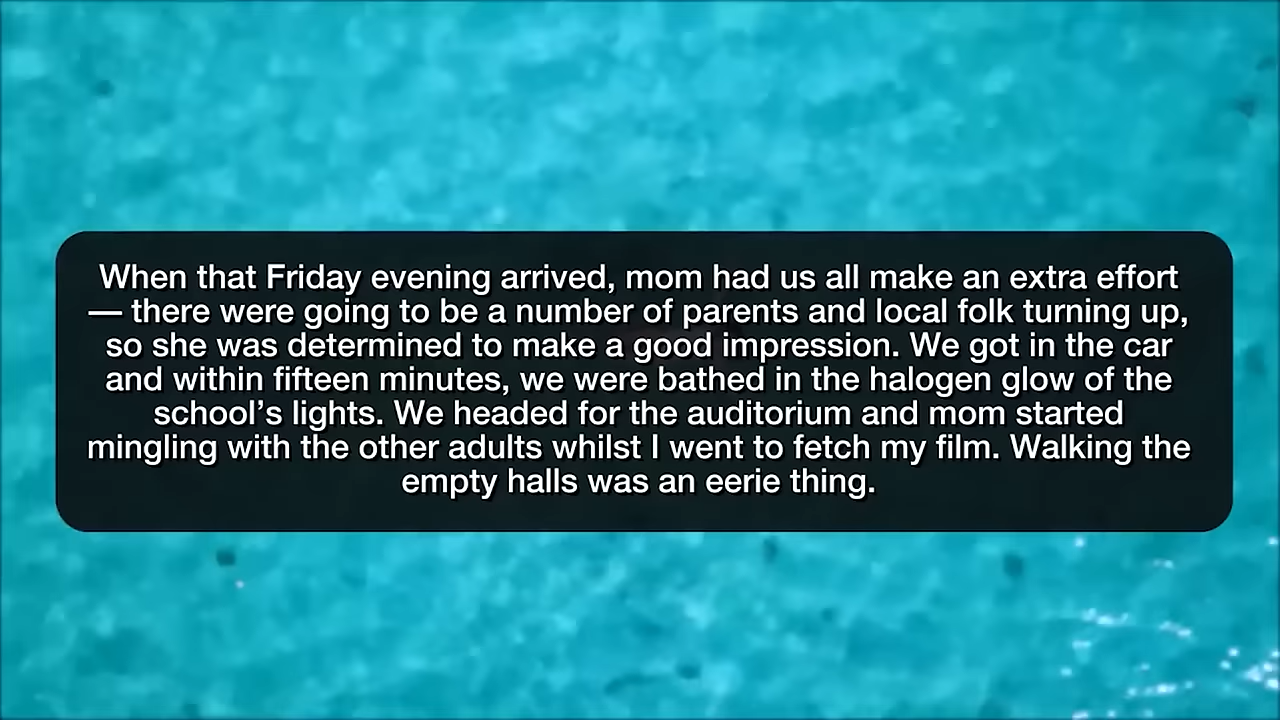 When that Friday evening arrived, mom had us all make an extra effort
— there were going to be a number of parents and local folk turning up,
so she was determined to make a good impression. We got in the car
and within fifteen minutes, we were bathed in the halogen glow of the
school’s lights. We headed for the auditorium and mom started
mingling with the other adults whilst I went to fetch my film. Walking the
empty halls was an eerie thing.